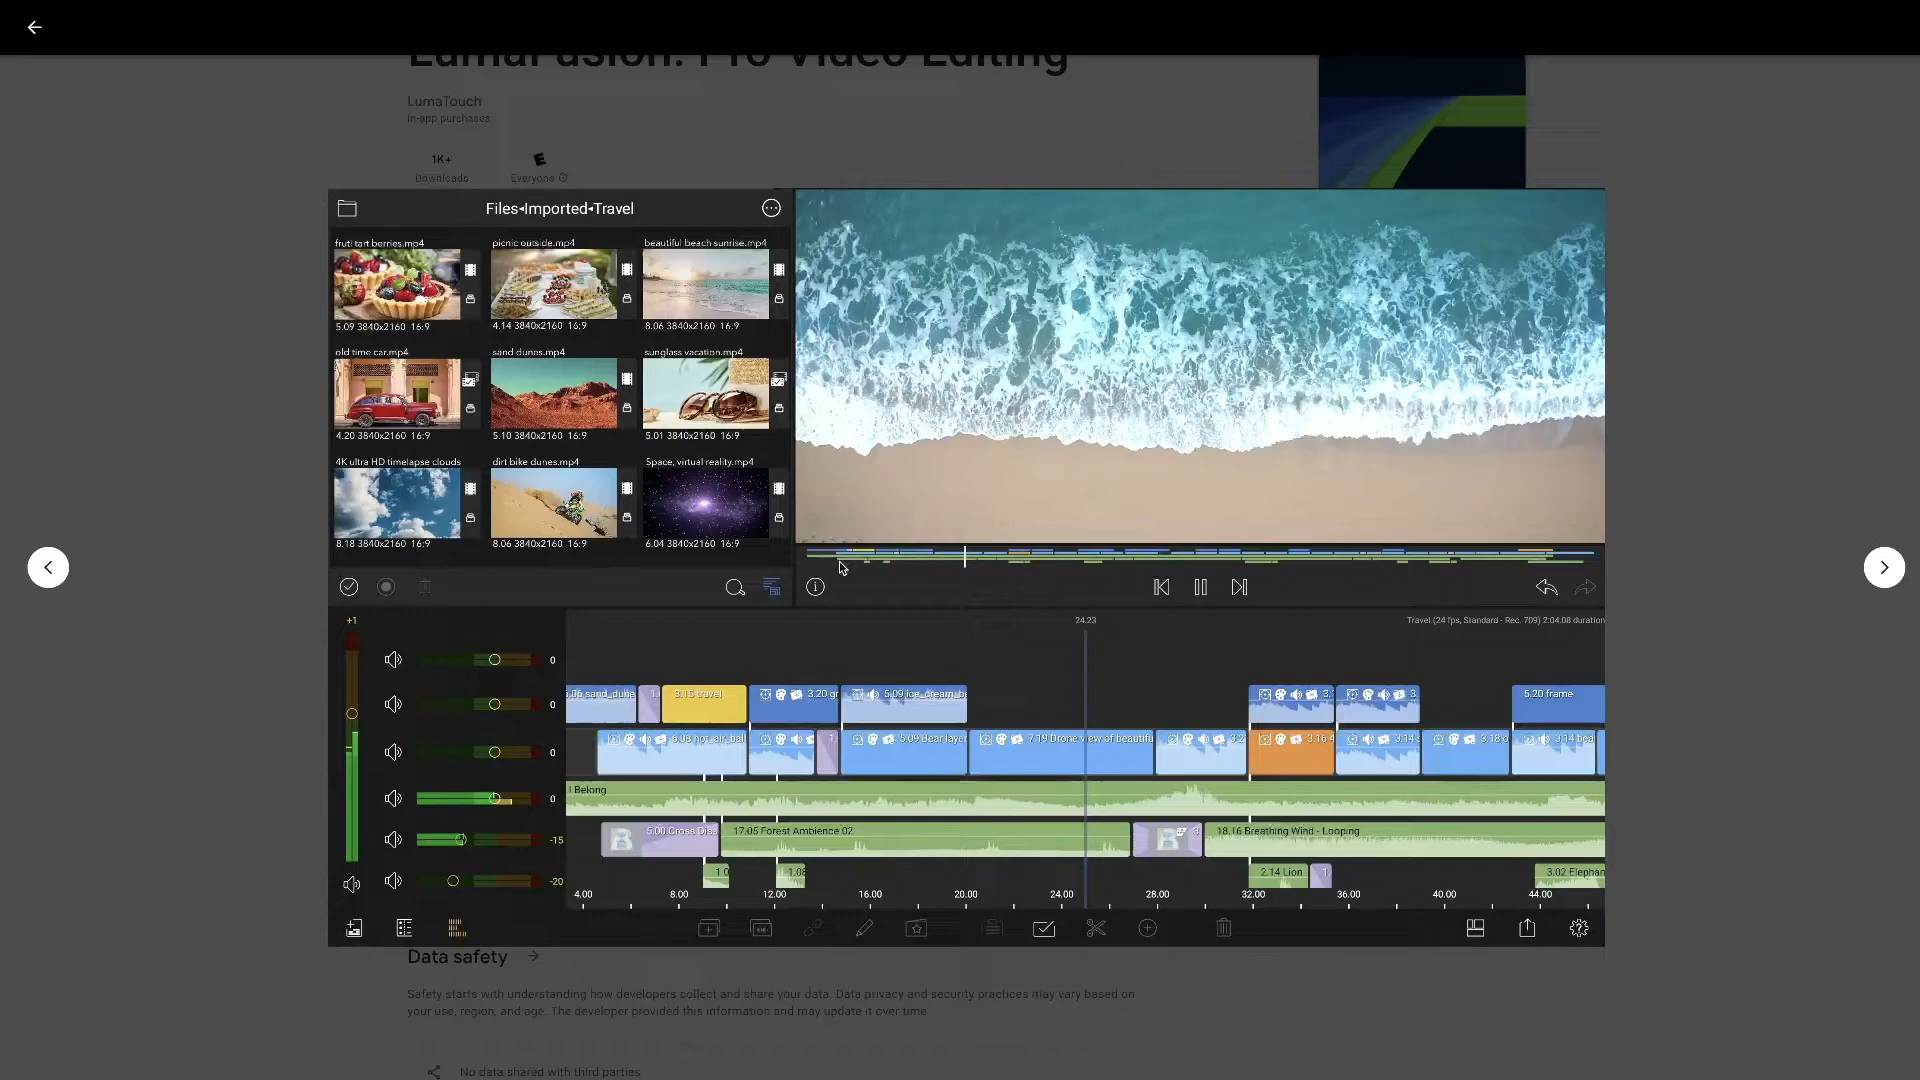 LumaFusion: Pro Video Editing
LumaTouch
In-app purchases
1K+
Downloads
E
Everyone
Files◂Imported◂Travel
fruti tart berries.mp4
picnic outside.mp4
beautiful beach sunrise.mp4
5.09 3840x2160 16:9
4.14 3840x2160 16:9
8.06 3840x2160 16:9
old time car.mp4
sand dunes.mp4
sunglass vacation.mp4
4.20 3840x2160 16:9
5.10 3840x2160 16:9
5.01 3840x2160 16:9
4K ultra HD timelapse clouds
dirt bike dunes.mp4
Space, virtual reality.mp4
8.18 3840x2160 16:9
8.06 3840x2160 16:9
6.04 3840x2160 16:9
+1
24.23
Travel (24 fps, Standard - Rec. 709) 2:04.08 duration
0
0
5.06 sand_dune
1.
3.15 travel
3.20 gr
5.09 ice_cream_be
3.
3
5.20 frame
0
6.08 hot_air_ball
1.
5.09 Bear layer
7.19 Drone view of beautifu
3.2
3.16 4
3.14
3.18 o
3.14 bea
0
I Belong
-15
5.00 Cross Diss
17.05 Forest Ambience 02
3
18.16 Breathing Wind - Looping
-20
1.0
1.08
2.14 Lion
1.
3.02 Elephan
4.00
8.00
12.00
16.00
20.00
24.00
28.00
32.00
36.00
40.00
44.00
Data safety
Safety starts with understanding how developers collect and share your data. Data privacy and security practices may vary based on
your use, region, and age. The developer provided this information and may update it over time
No data shared with third parties